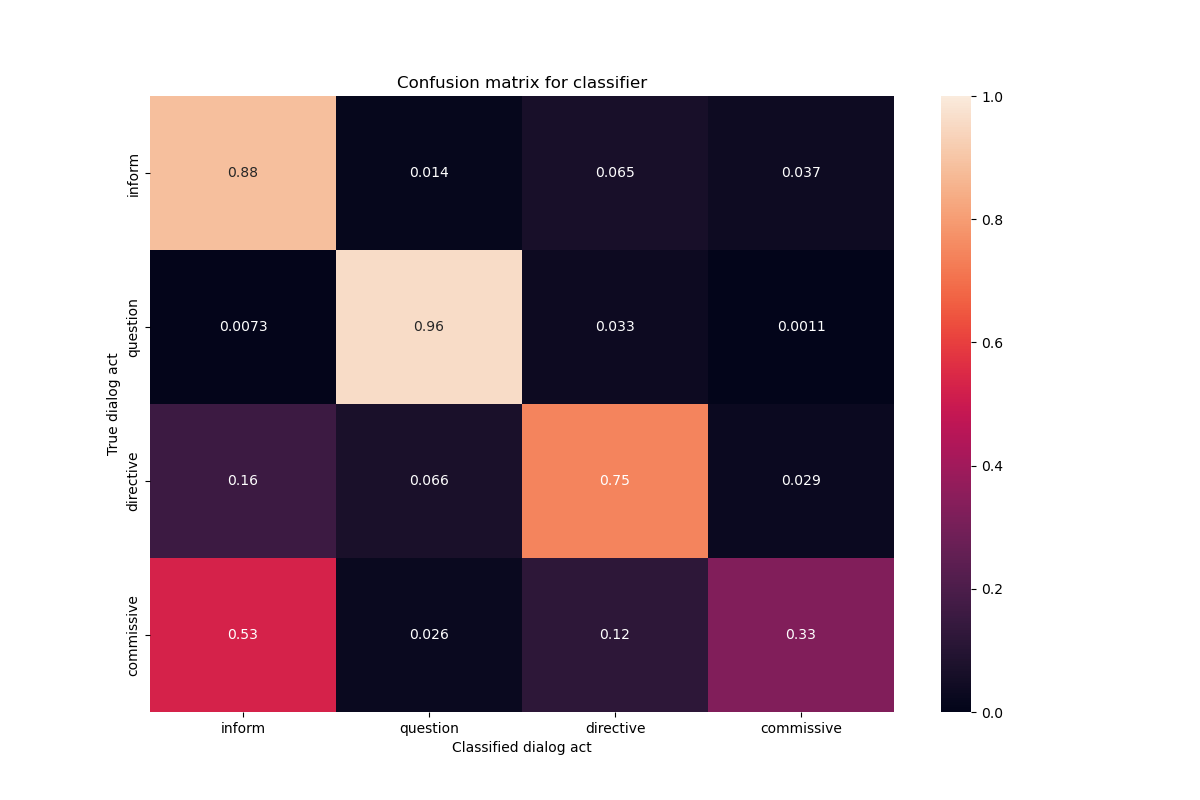 Confusion matrix for classifier
True dialog act
inform
0.88 0.014 0.065 0.037
question
0.0073 0.96 0.033 0.0011
directive
0.16 0.066 0.75 0.029
commissive
0.53 0.026 0.12 0.33
inform question directive commissive
Classified dialog act
1.0
0.8
0.6
0.4
0.2
0.0